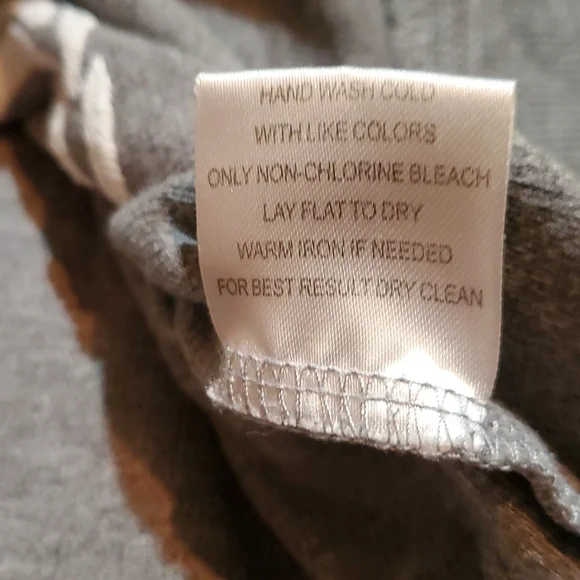 HAND WASH COLD
WITH LIKE COLORS
ONLY NON-CHLORINE BLEACH
LAY FLAT TO DRY
WARM IRON IF NEEDED
FOR BEST RESULT DRY CLEAN